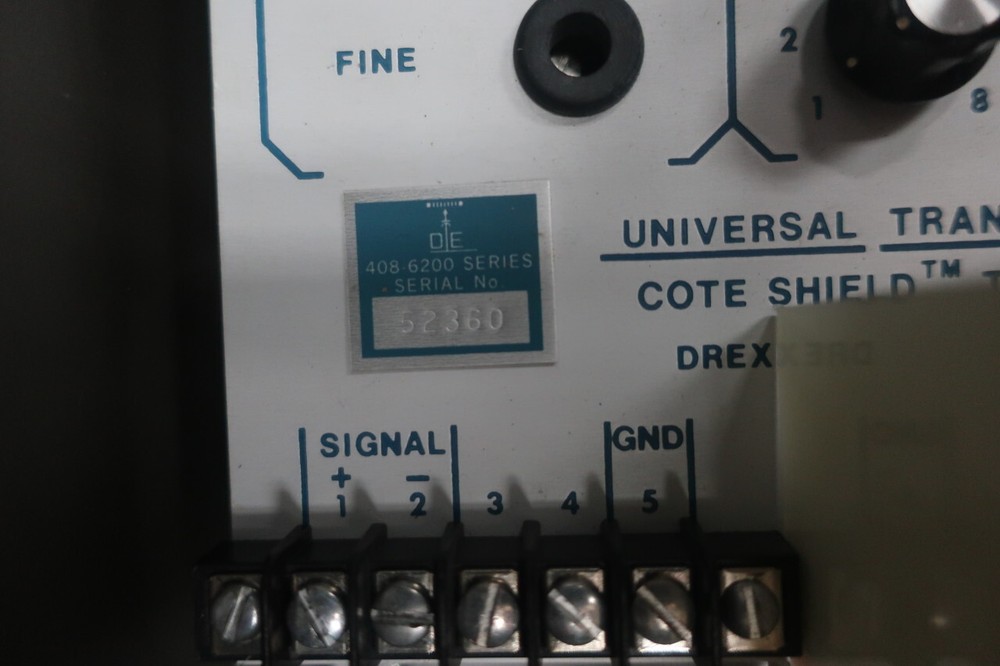 FINE
2
1
8
DE
408-6200 SERIES
SERIAL No
52360
UNIVERSAL TRAN
COTE SHIELD™ T
DREX
SIGNAL
GND
+ −
1 2 3 4 5